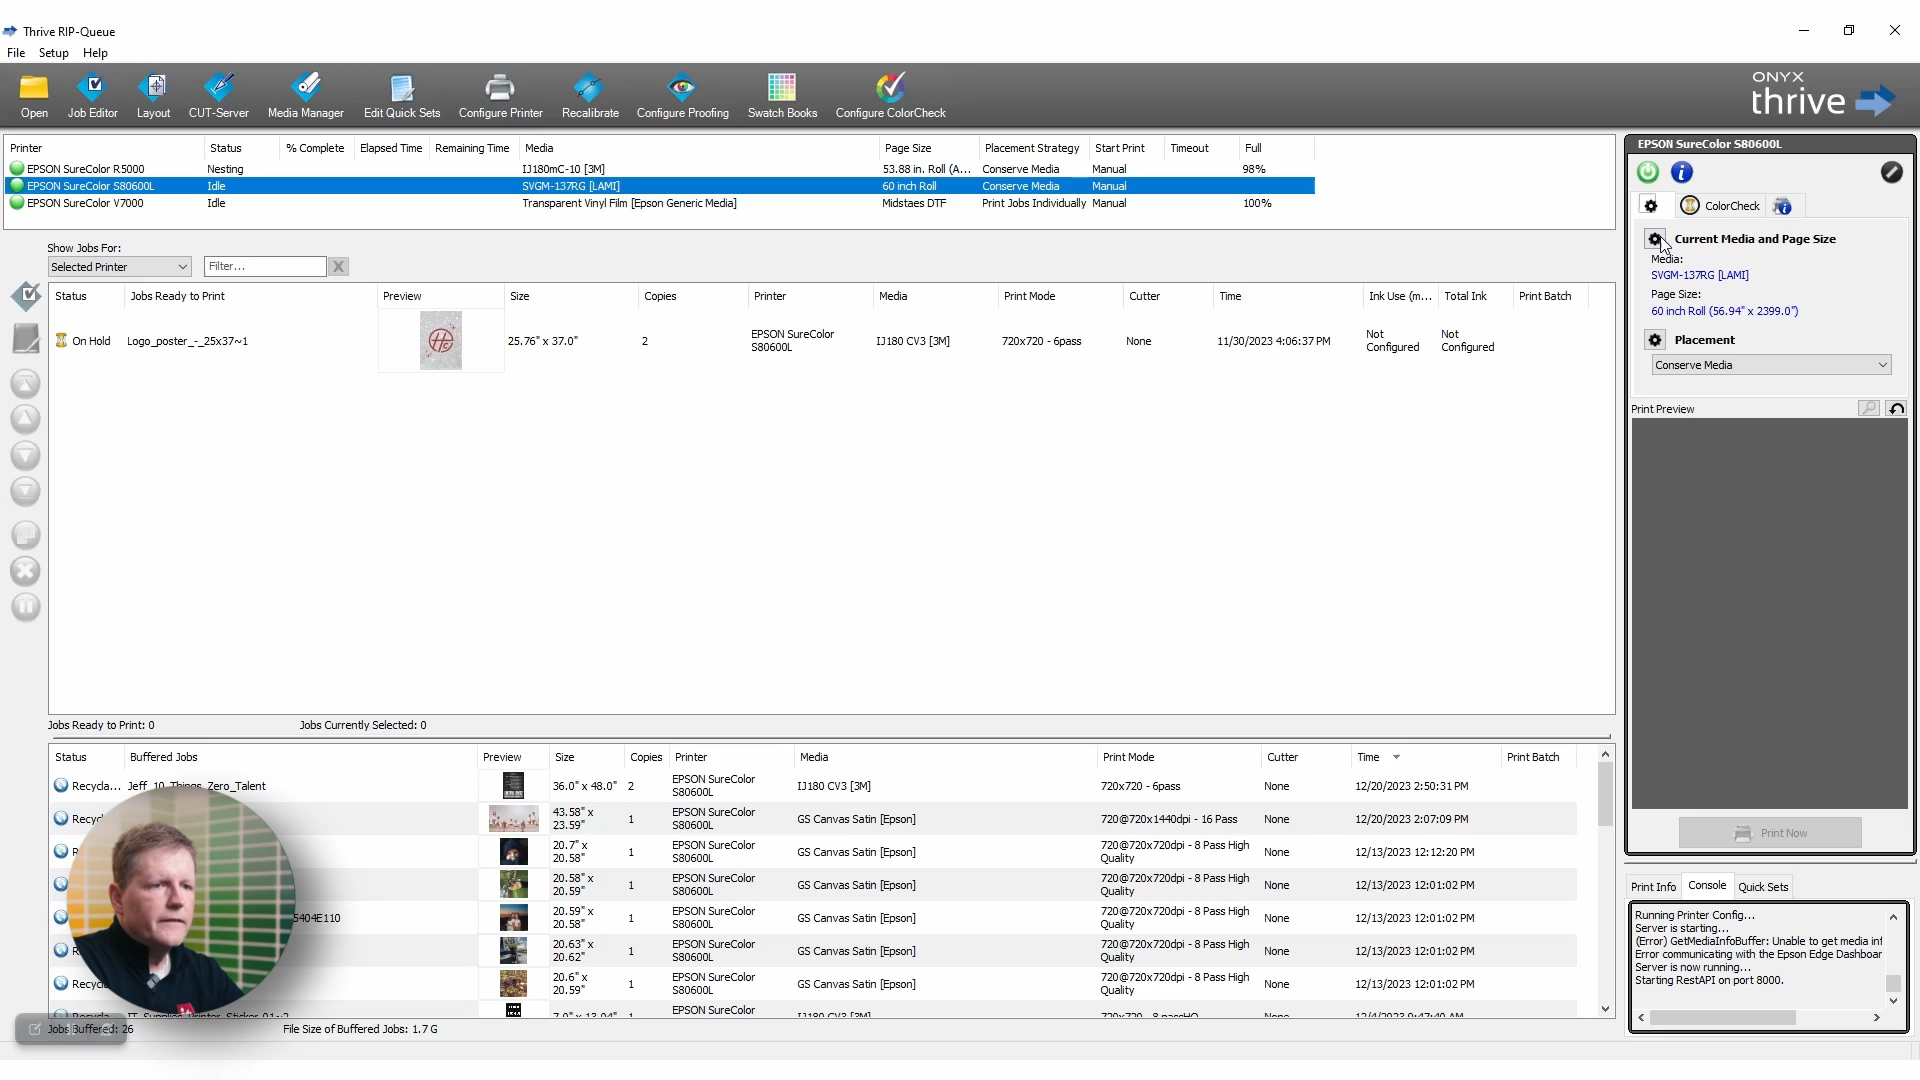 Thrive RIP-Queue
File Setup Help
Open Job Editor Layout CUT-Server Media Manager Edit Quick Sets Configure Printer Recalibrate Configure Proofing Swatch Books Configure ColorCheck
ONYX
thrive
Printer Status % Complete Elapsed Time Remaining Time Media Page Size Placement Strategy Start Print Timeout Full
EPSON SureColor R5000 Nesting IJ180mC-10 [3M] 53.88 in. Roll (A... Conserve Media Manual 98%
EPSON SureColor S80600L Idle SVGM-137RG [LAMI] 60 inch Roll Conserve Media Manual
EPSON SureColor V7000 Idle Transparent Vinyl Film [Epson Generic Media] Midstaes DTF Print Jobs Individually Manual 100%
Show Jobs For:
Selected Printer Filter... X
Status Jobs Ready to Print Preview Size Copies Printer Media Print Mode Cutter Time Ink Use (m... Total Ink Print Batch
On Hold Logo_poster_-_25x37~1 25.76" x 37.0" 2 EPSON SureColor S80600L IJ180 CV3 [3M] 720x720 - 6pass None 11/30/2023 4:06:37 PM Not Configured Not Configured
Jobs Ready to Print: 0 Jobs Currently Selected: 0
Status Buffered Jobs Preview Size Copies Printer Media Print Mode Cutter Time Print Batch
Recycla... Jeff_10_Things_Zero_Talent 36.0" x 48.0" 2 EPSON SureColor S80600L IJ180 CV3 [3M] 720x720 - 6pass None 12/20/2023 2:50:31 PM
43.58" x 23.59" 1 EPSON SureColor S80600L GS Canvas Satin [Epson] 720@720x1440dpi - 16 Pass None 12/20/2023 2:07:09 PM
20.7" x 20.58" 1 EPSON SureColor S80600L GS Canvas Satin [Epson] 720@720x720dpi - 8 Pass High Quality None 12/13/2023 12:12:20 PM
20.58" x 20.59" 1 EPSON SureColor S80600L GS Canvas Satin [Epson] 720@720x720dpi - 8 Pass High Quality None 12/13/2023 12:01:02 PM
5404E110 20.59" x 20.59" 1 EPSON SureColor S80600L GS Canvas Satin [Epson] 720@720x720dpi - 8 Pass High Quality None 12/13/2023 12:01:02 PM
20.63" x 20.62" 1 EPSON SureColor S80600L GS Canvas Satin [Epson] 720@720x720dpi - 8 Pass High Quality None 12/13/2023 12:01:02 PM
20.6" x 20.59" 1 EPSON SureColor S80600L GS Canvas Satin [Epson] 720@720x720dpi - 8 Pass High Quality None 12/13/2023 12:01:02 PM
EPSON SureColor
Jobs Buffered: 26 File Size of Buffered Jobs: 1.7 G
EPSON SureColor S80600L
ColorCheck
Current Media and Page Size
Media:
SVGM-137RG [LAMI]
Page Size:
60 inch Roll (56.94" x 2399.0")
Placement
Conserve Media
Print Preview
Print Now
Print Info Console Quick Sets
Running Printer Config...
Server is starting...
(Error) GetMediaInfoBuffer: Unable to get media inf
Error communicating with the Epson Edge Dashboar
Server is now running...
Starting RestAPI on port 8000.